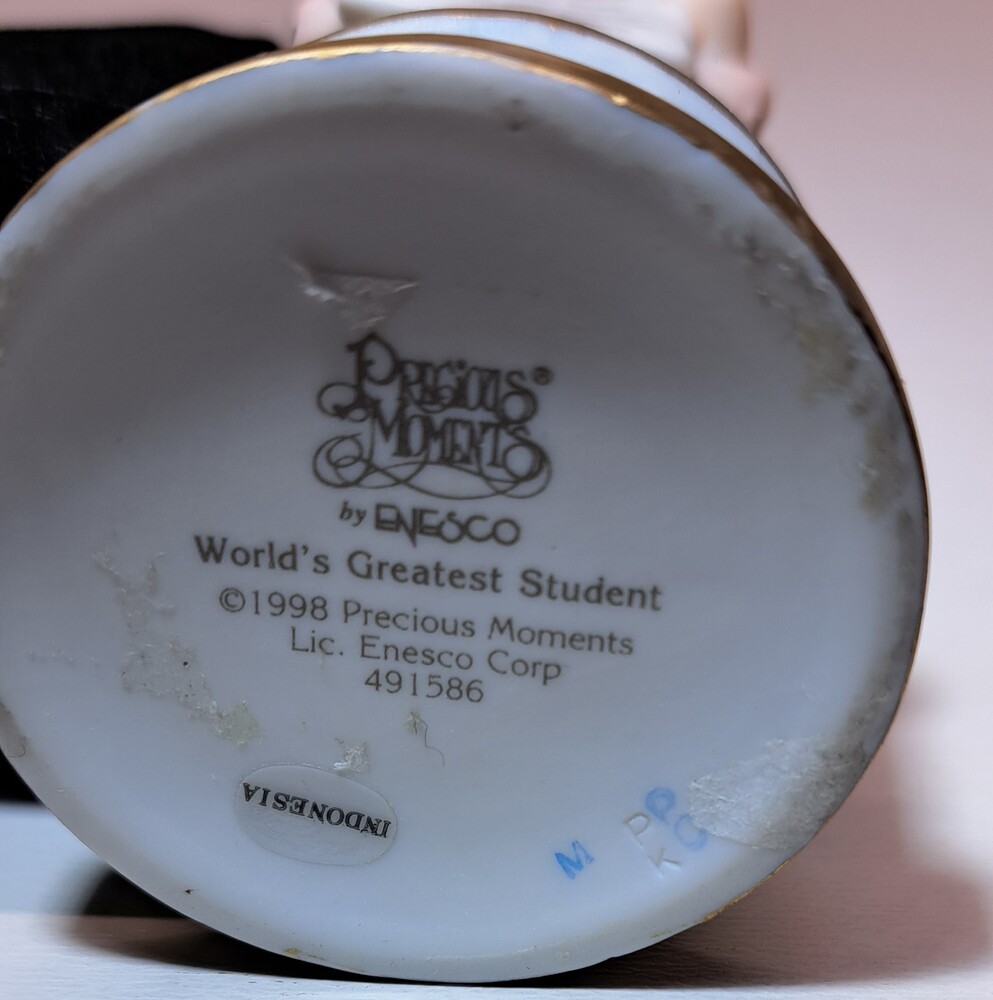 PRECIOUS®
MOMENTS
by ENESCO
World's Greatest Student
©1998 Precious Moments
Lic. Enesco Corp
491586
INDONESIA
P
P
M
K